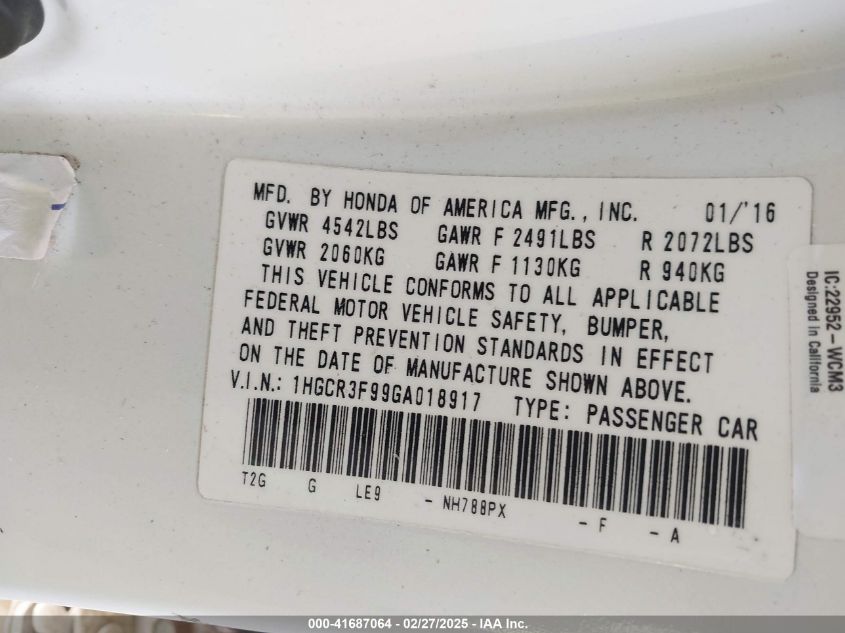 MFD. BY HONDA OF AMERICA MFG., INC. 01/'16
GVWR 4542LBS GAWR F 2491LBS R 2072LBS
GVWR 2060KG GAWR F 1130KG R 940KG
THIS VEHICLE CONFORMS TO ALL APPLICABLE
FEDERAL MOTOR VEHICLE SAFETY, BUMPER,
AND THEFT PREVENTION STANDARDS IN EFFECT
ON THE DATE OF MANUFACTURE SHOWN ABOVE.
V.I.N.: 1HGCR3F99GA018917 TYPE: PASSENGER CAR
T2G G LE9 - NH788PX - F - A
IC:22952-WCM3
Designed in California
000-41687064 - 02/27/2025 - IAA Inc.